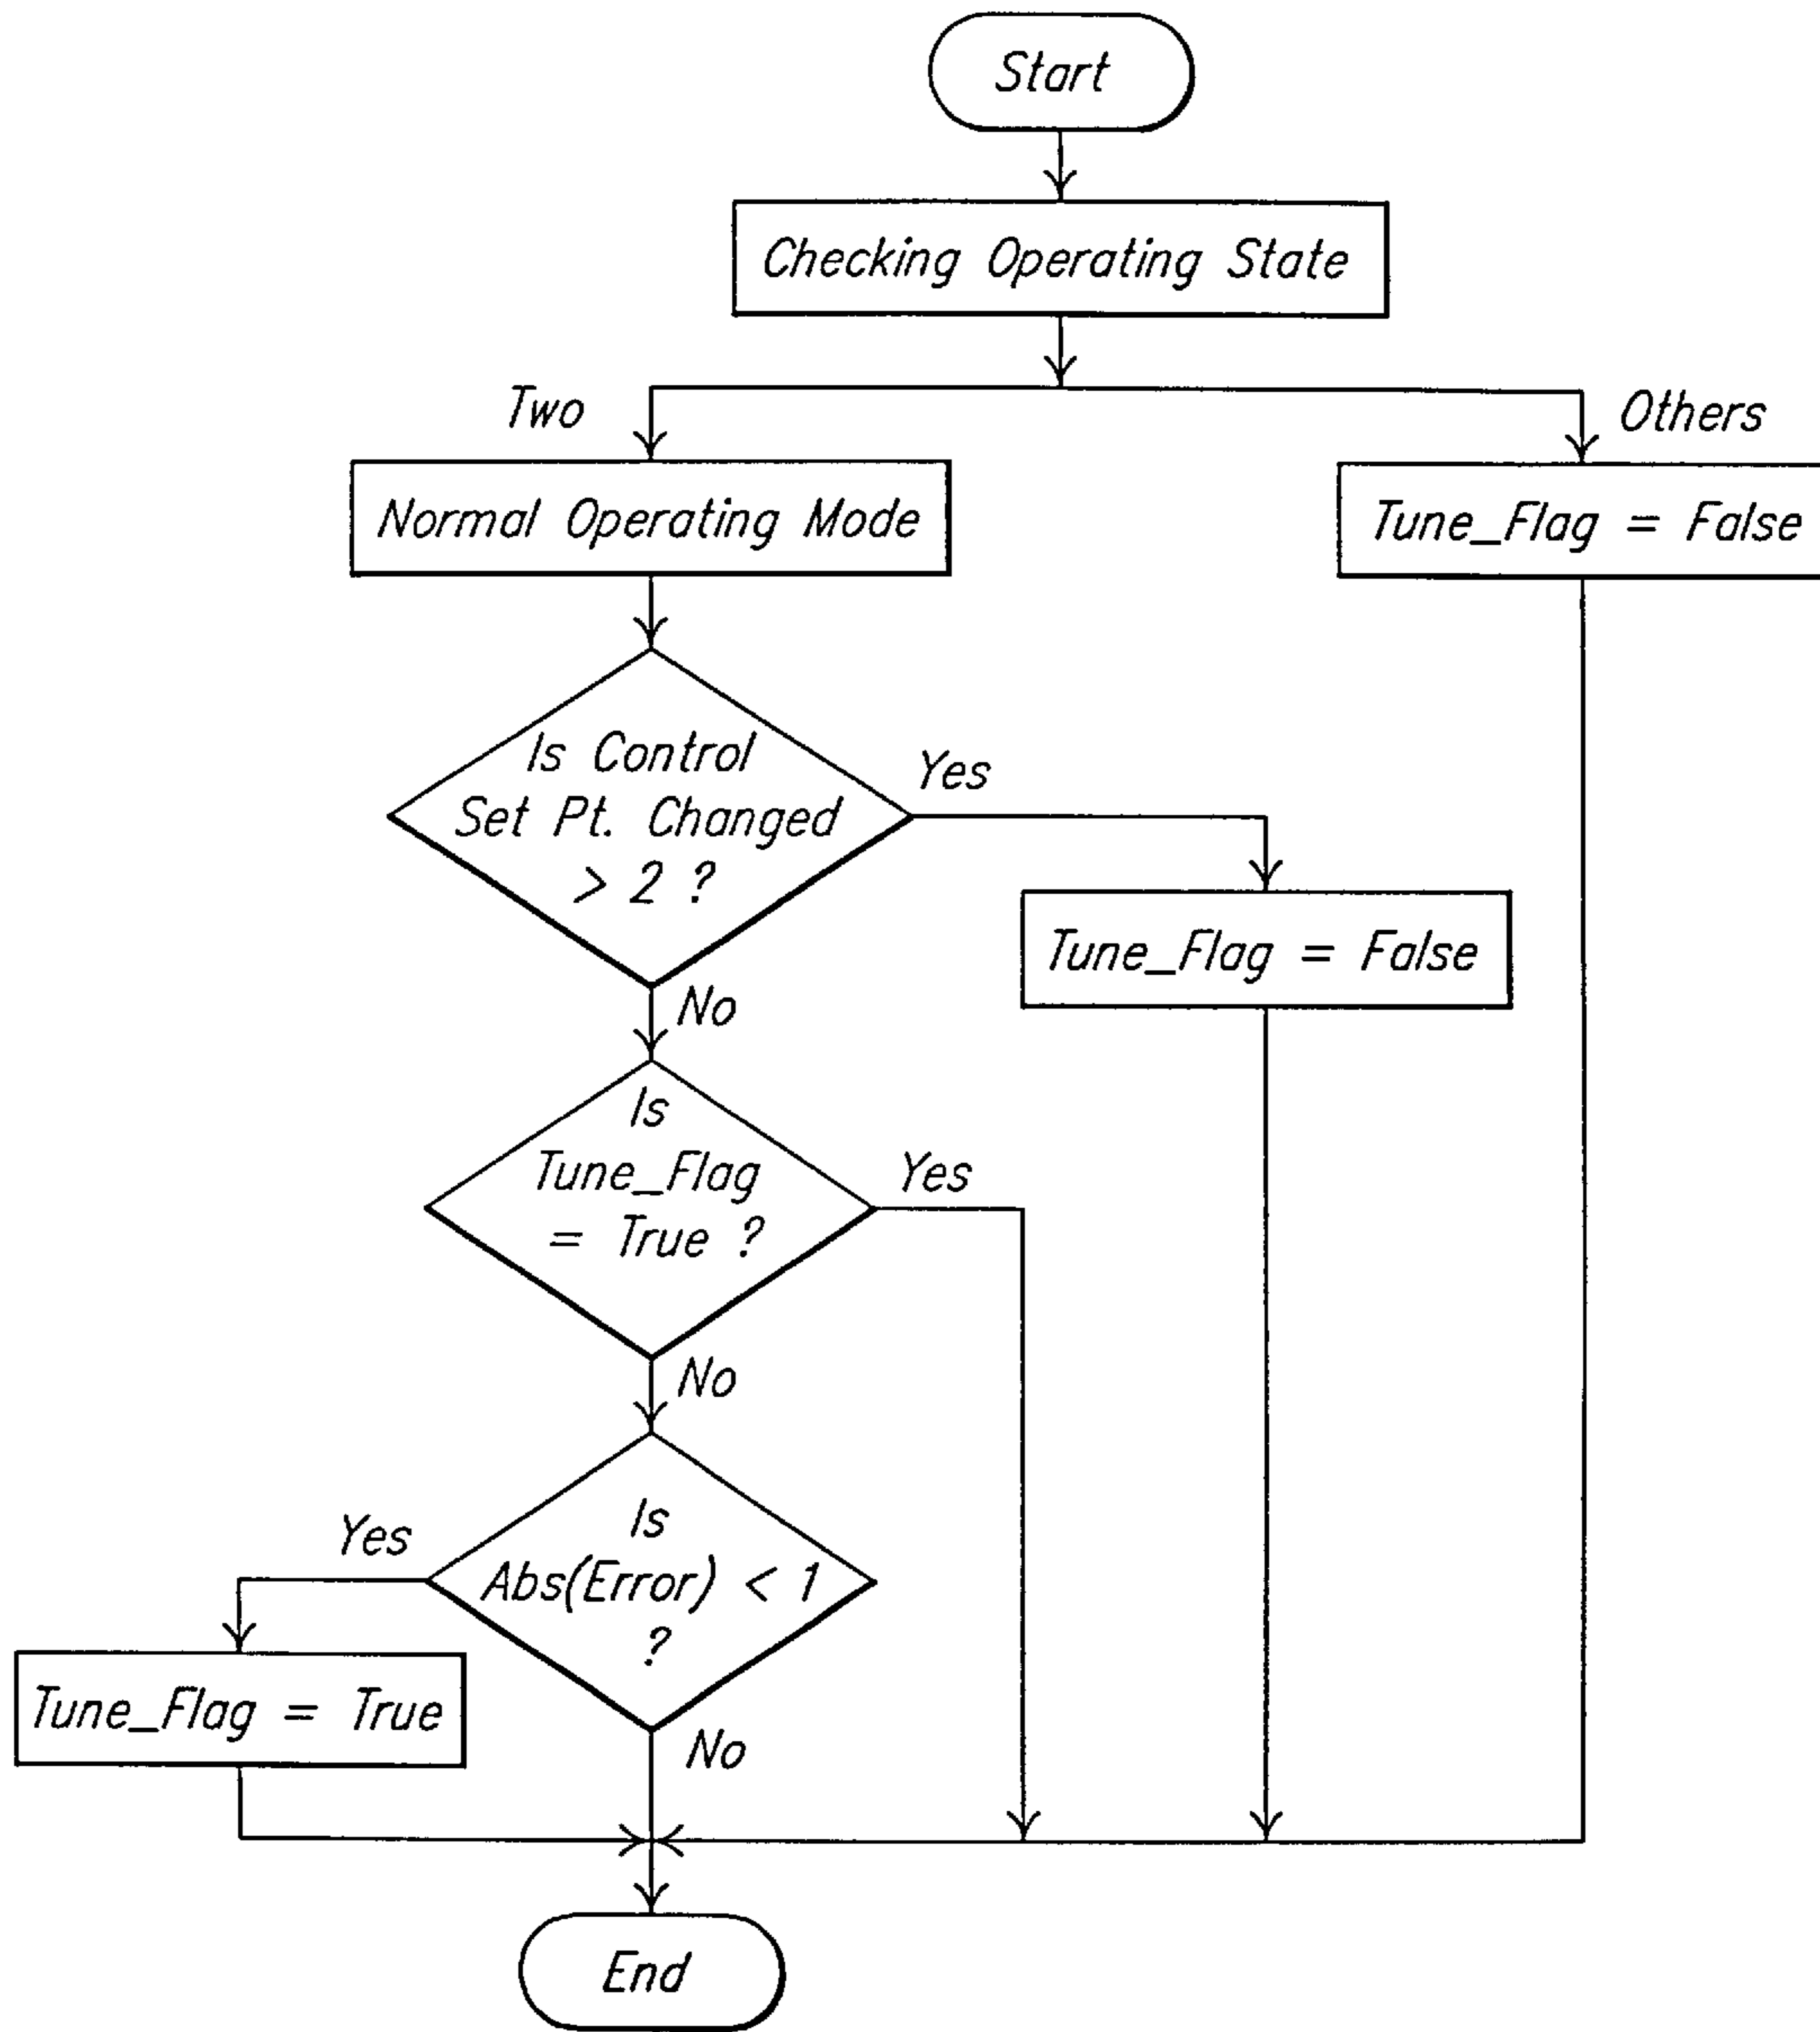 Start
Checking Operating State
Two
Others
Normal Operating Mode
Tune_Flag = False
Is Control
Set Pt. Changed
> 2 ?
Yes
Tune_Flag = False
No
Is
Tune_Flag
= True ?
Yes
No
Is
Abs(Error) < 1
?
Yes
Tune_Flag = True
No
End